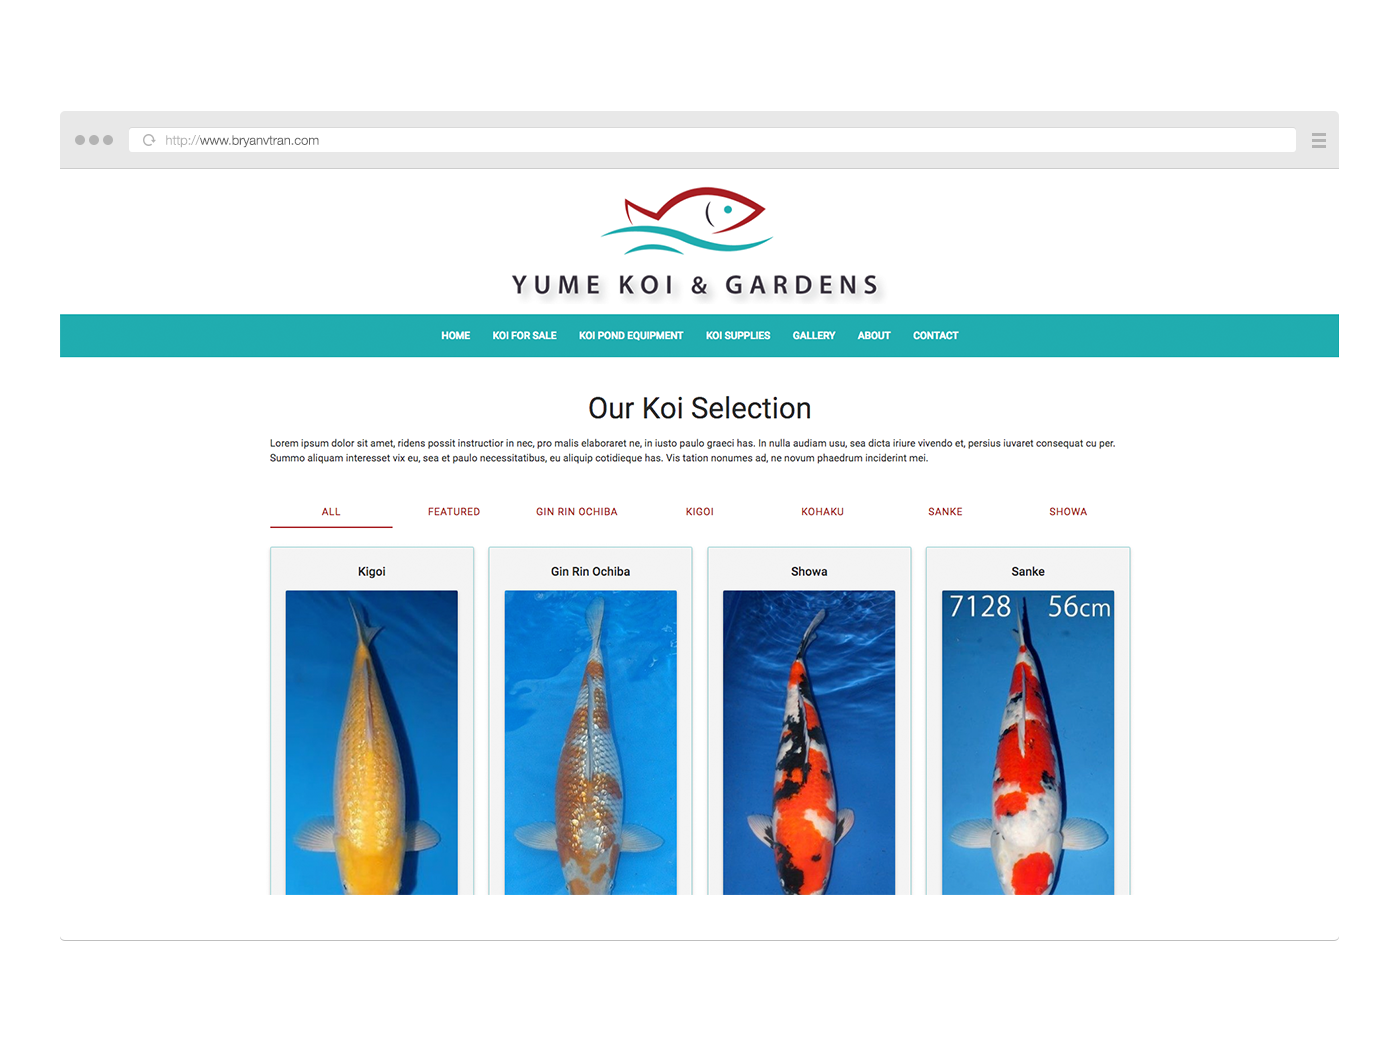 http://www.bryanvtran.com
YUME KOI & GARDENS
HOME KOI FOR SALE KOI POND EQUIPMENT KOI SUPPLIES GALLERY ABOUT CONTACT
Our Koi Selection
Lorem ipsum dolor sit amet, ridens possit instructior in nec, pro malis elaboraret ne, in iusto paulo graeci has. In nulla audiam usu, sea dicta iriure vivendo et, persius iuvaret consequat cu per.
Summo aliquam interesset vix eu, sea et paulo necessitatibus, eu aliquip cotidieque has. Vis tation nonumes ad, ne novum phaedrum inciderint mei.
ALL FEATURED GIN RIN OCHIBA KIGOI KOHAKU SANKE SHOWA
Kigoi Gin Rin Ochiba Showa Sanke
7128 56cm